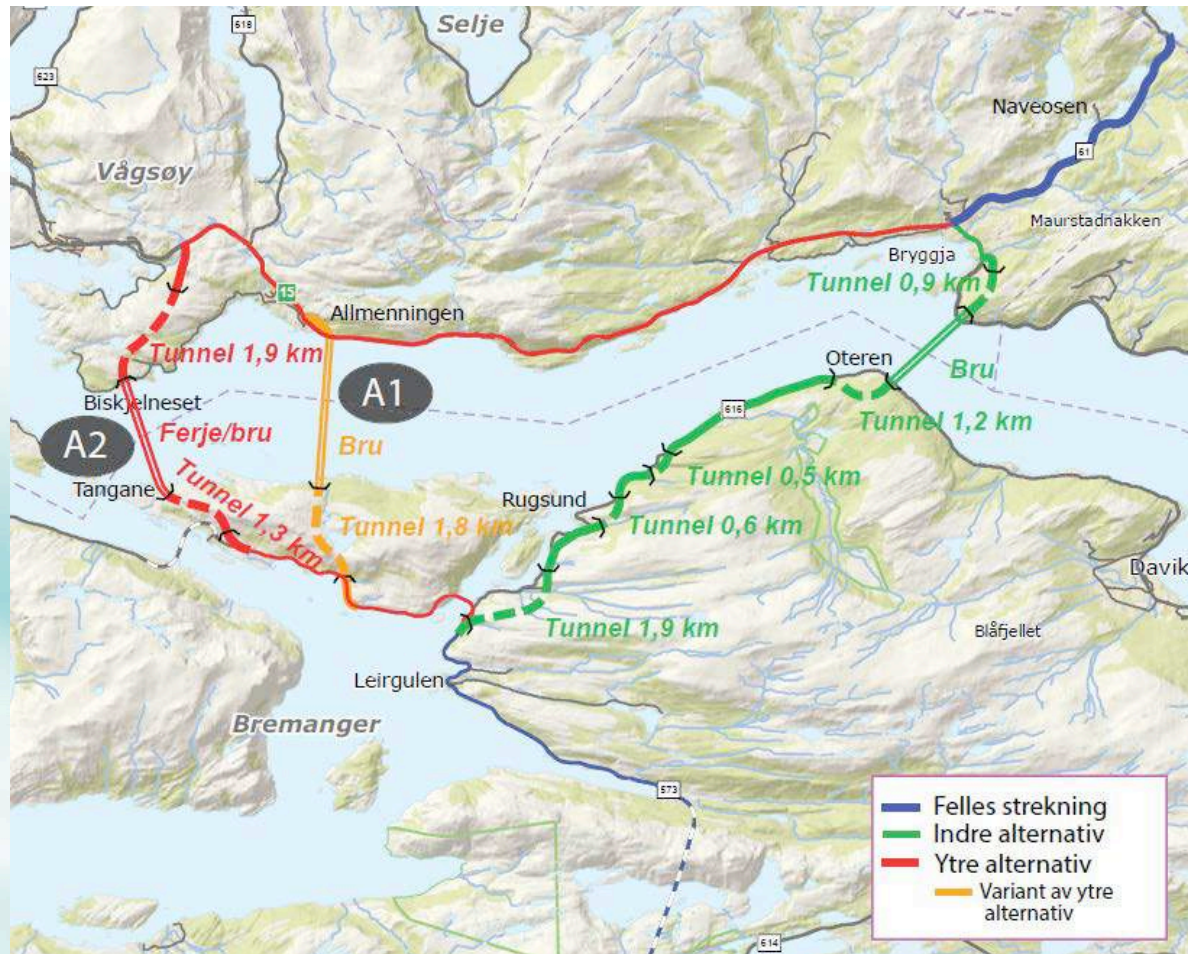 618
Selje
623
Naveosen
61
Vågsøy
Maurstadnakken
Bryggja
Tunnel 0,9 km
15
Allmenningen
Tunnel 1,9 km
A1
Oteren
Bru
Biskjelneset
616
Tunnel 1,2 km
A2
Ferje/bru
Bru
Tangane
Tunnel 0,5 km
Tunnel 1,3 km
Rugsund
Tunnel 1,8 km
Tunnel 0,6 km
Davik
Tunnel 1,9 km
Blåfjellet
Leirgulen
Bremanger
573
Felles strekning
Indre alternativ
Ytre alternativ
Variant av ytre
alternativ
614